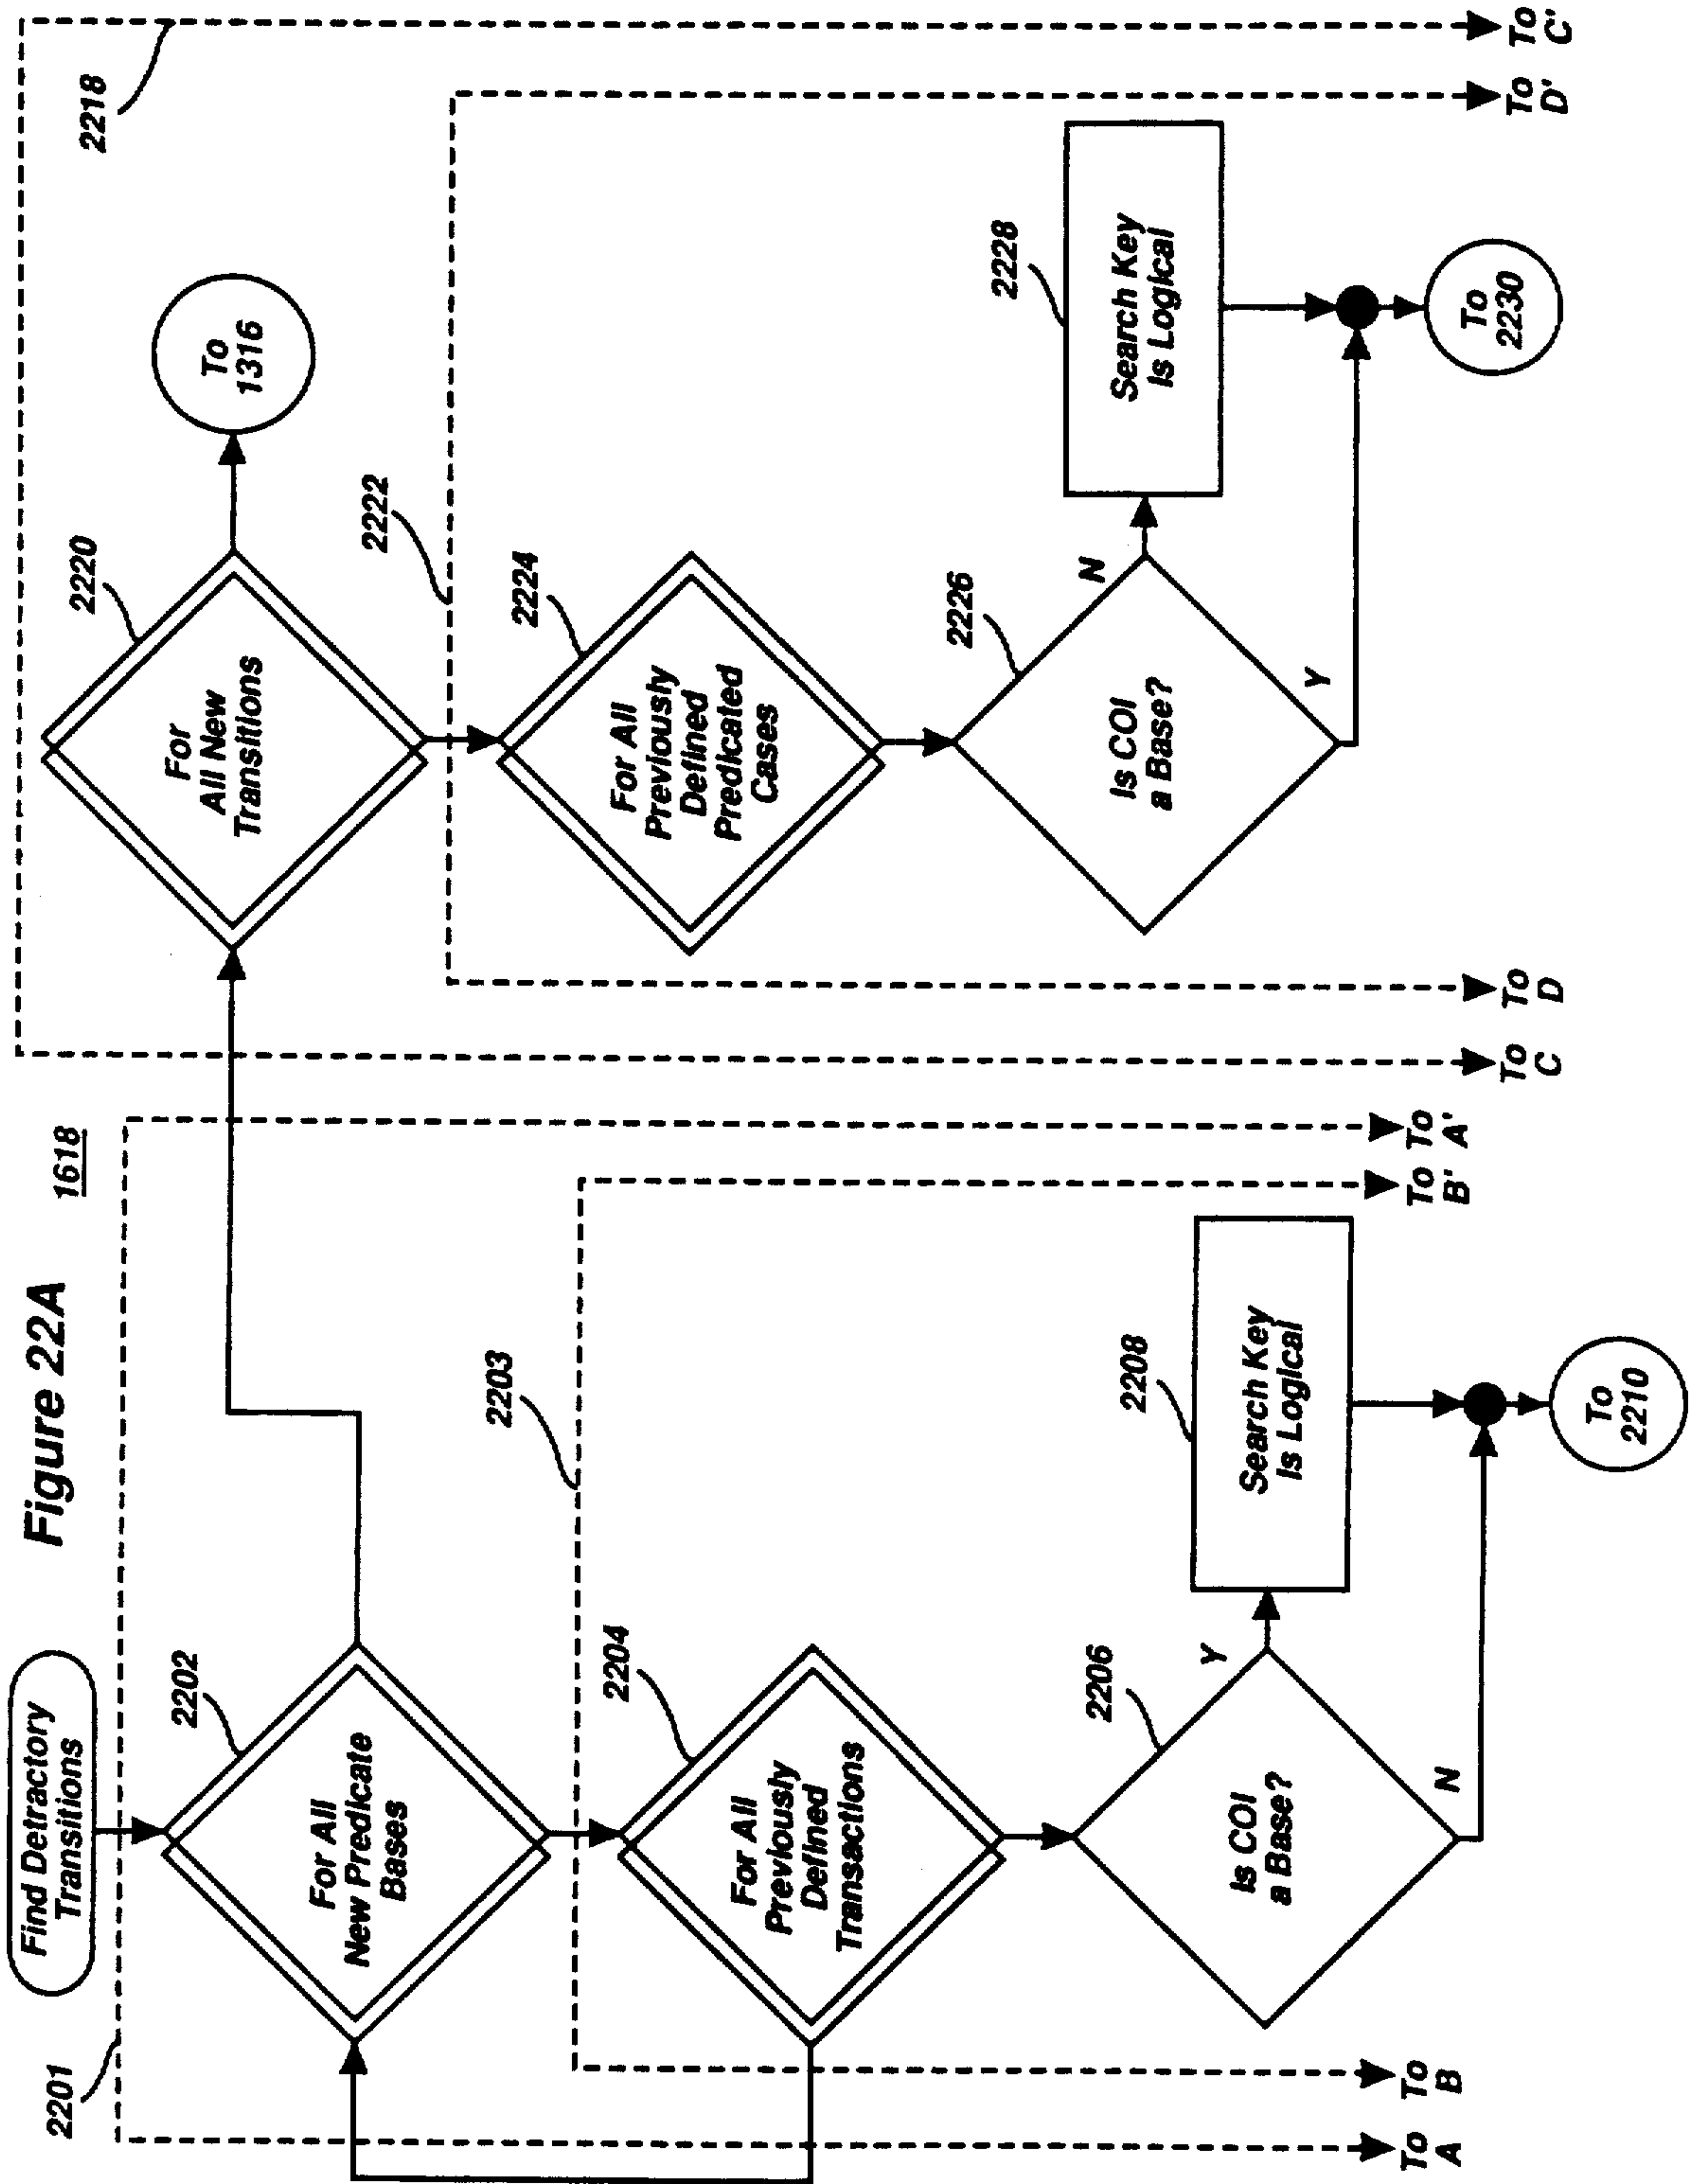 Figure 22A
1618
Find Detractory
Transitions
2201
2202
For All
New Predicate
Bases
2203
2204
For All
Previously
Defined
Transactions
2206
Is COI
a Base?
Y
N
2208
Search Key
Is Logical
To
2210
To
A
To
B
To
B'
To
A'
2218
2220
For
All New
Transitions
To
1316
2222
2224
For All
Previously
Defined
Predicated
Cases
2226
Is COI
a Base?
N
Y
2228
Search Key
Is Logical
To
2230
To
C
To
D
To
D'
To
C'